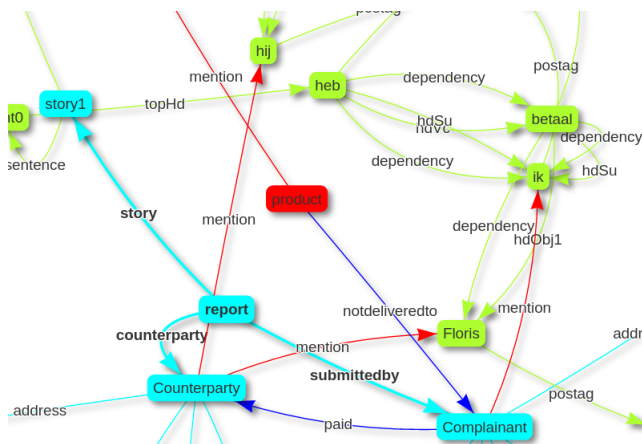 postag
hij
mention
postag
heb
dependency
story1
topHd
nt0
betaal
hdSu
hdVc
dependency
sentence
dependency
ik
hdSu
product
story
mention
dependency
hdObj1
report
notdeliveredto
mention
counterparty
Floris
addr
mention
submittedby
Counterparty
postag
address
paid
Complainant